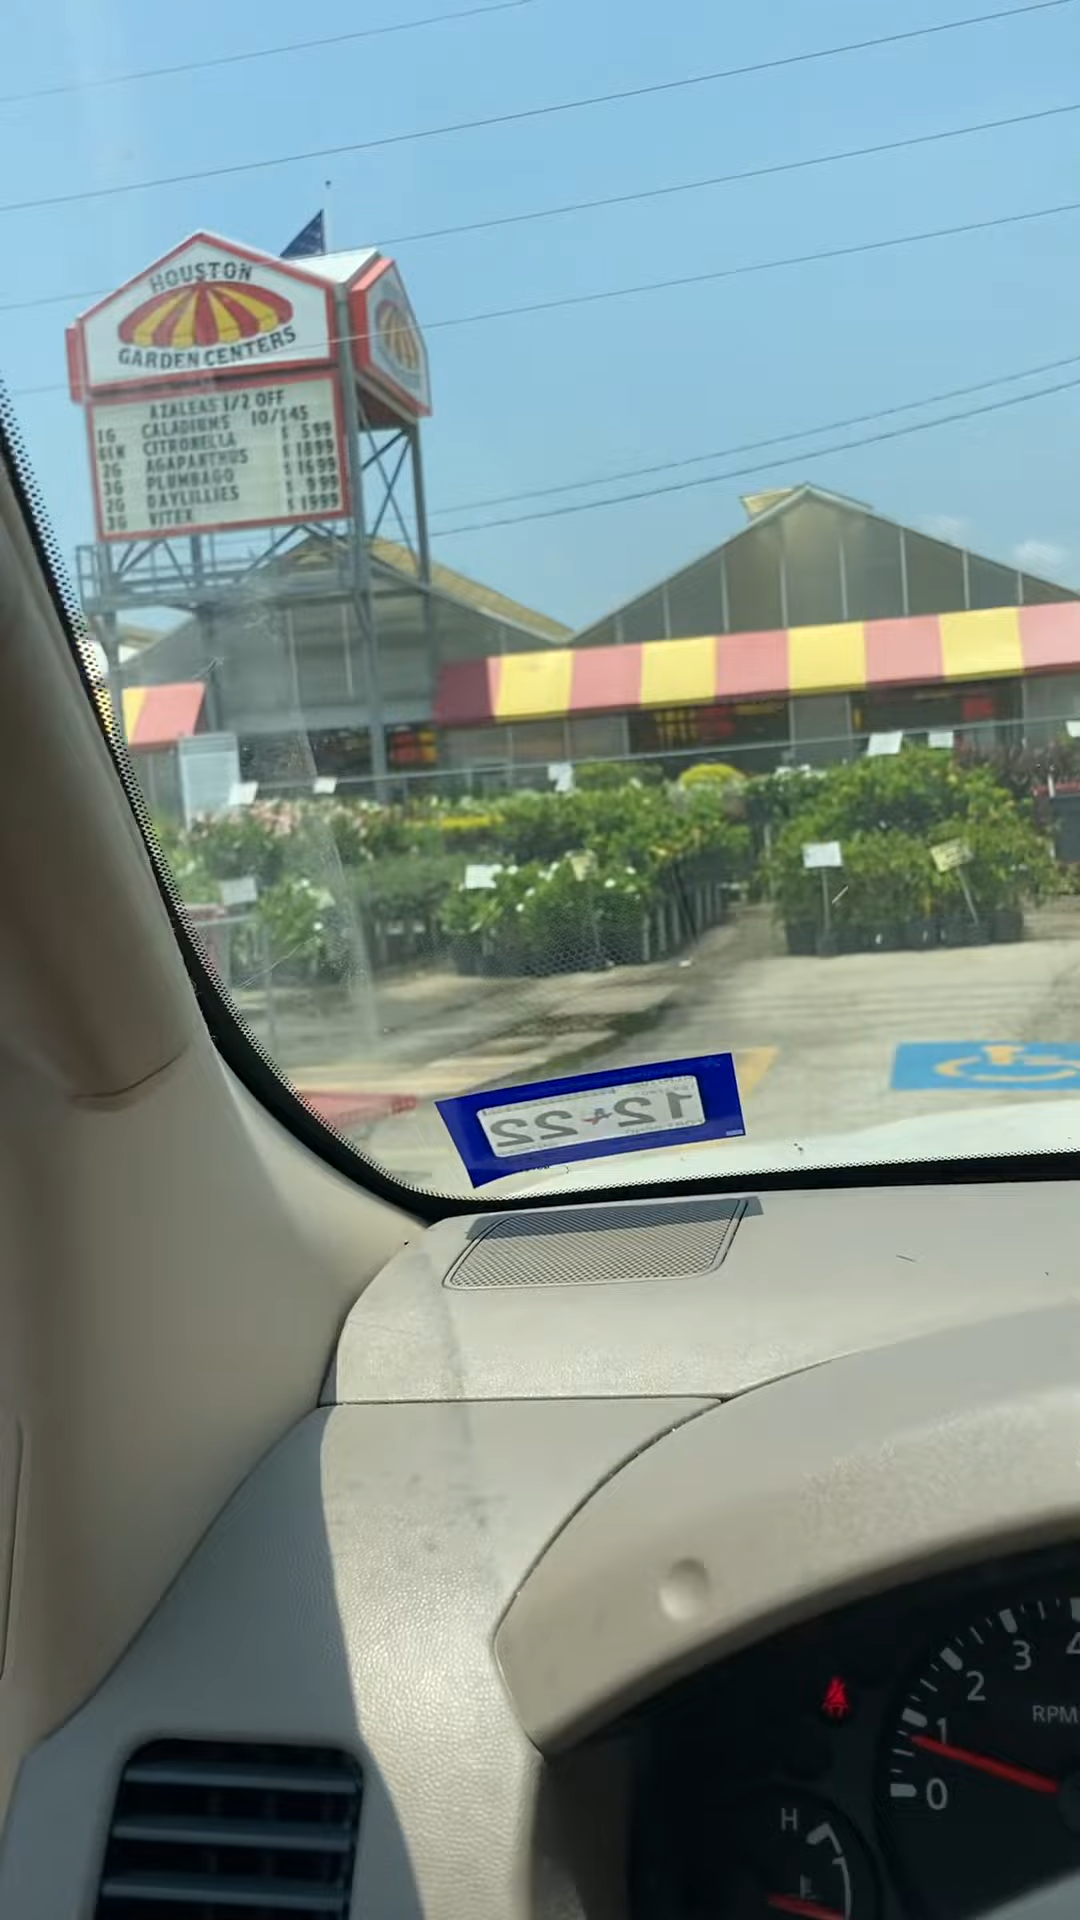 HOUSTON
GARDEN CENTERS
AZALEAS 1/2 OFF
1G CALADIUMS 10/$45
6IN CITRONELLA $ 599
2G AGAPANTHUS $1899
3G PLUMBAGO $1699
2G DAYLILLIES $ 999
3G VITEX $1999
12 22
4
3
2
1
0
RPM
H